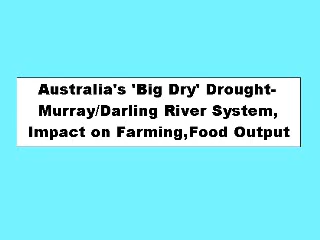 Australia's 'Big Dry' Drought-
Murray/Darling River System,
Impact on Farming,Food Output